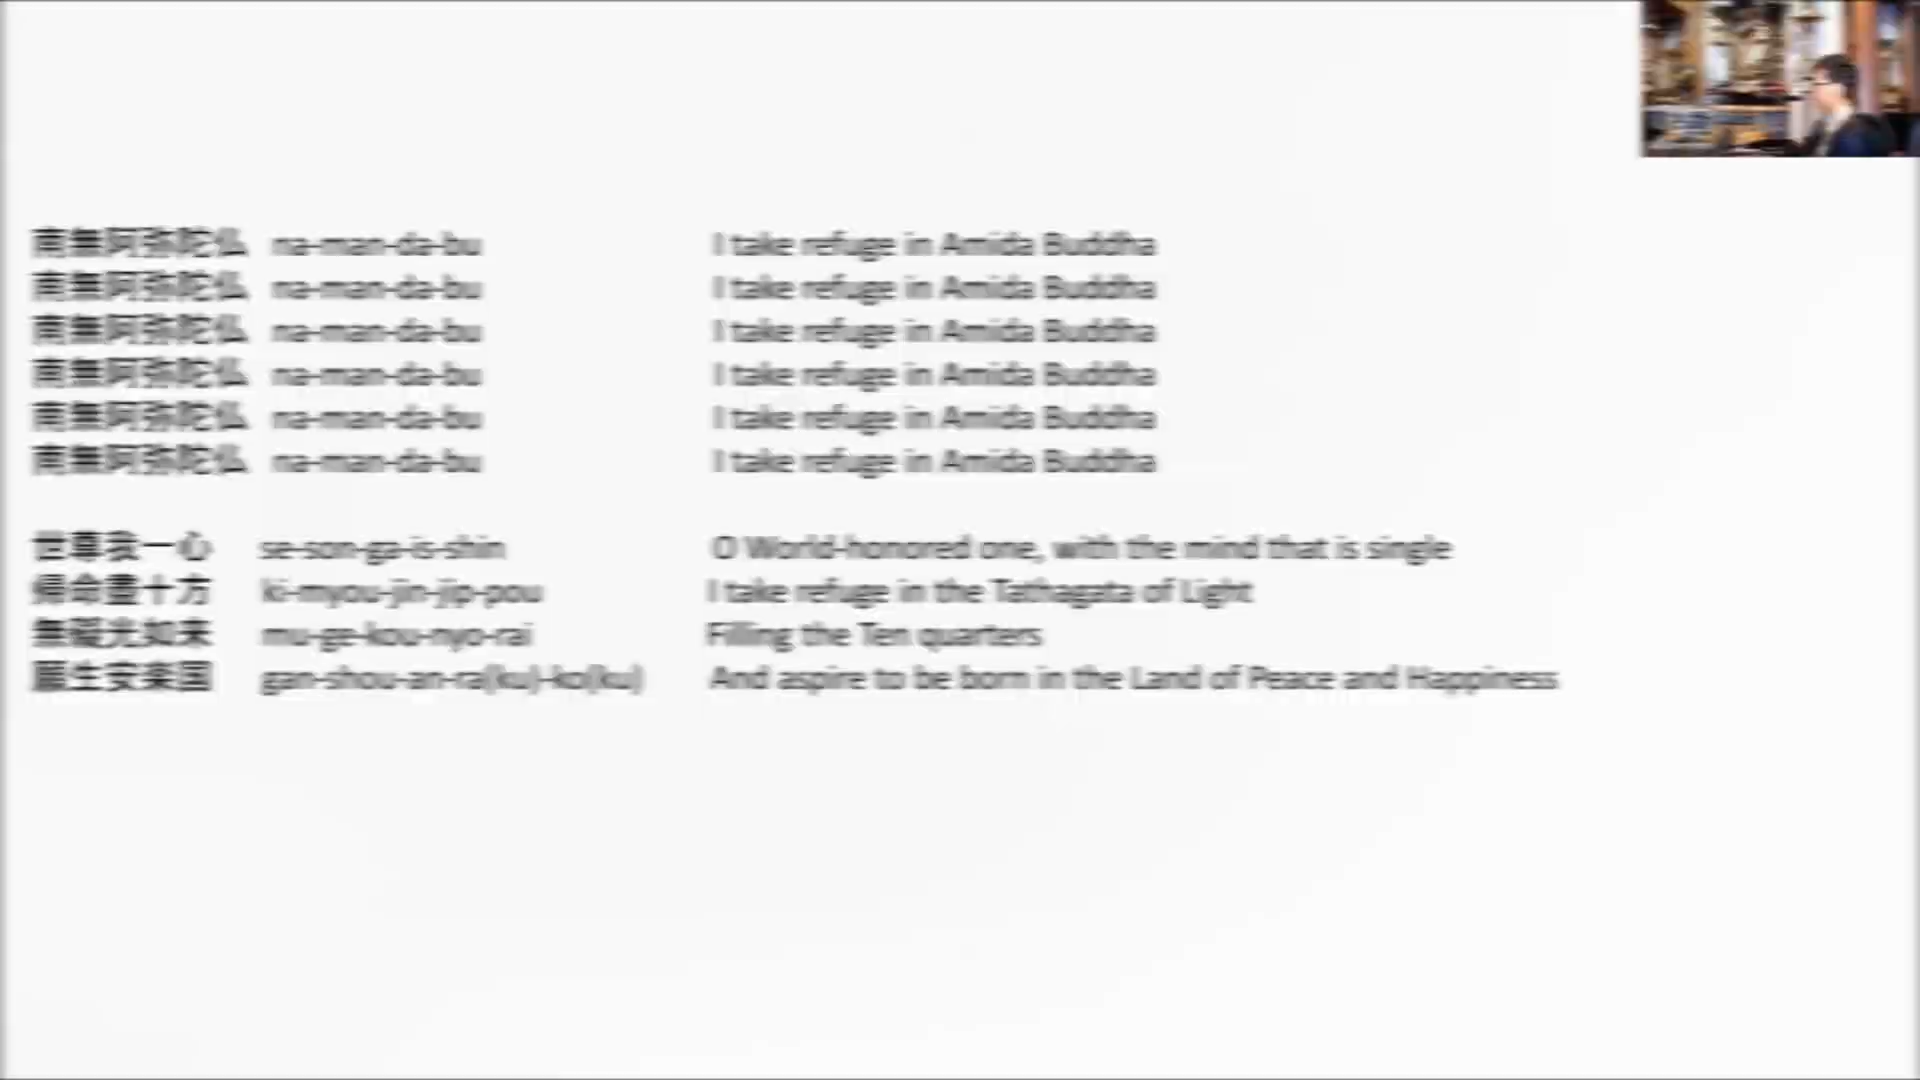 南無阿弥陀仏 na-man-da-bu I take refuge in Amida Buddha
南無阿弥陀仏 na-man-da-bu I take refuge in Amida Buddha
南無阿弥陀仏 na-man-da-bu I take refuge in Amida Buddha
南無阿弥陀仏 na-man-da-bu I take refuge in Amida Buddha
南無阿弥陀仏 na-man-da-bu I take refuge in Amida Buddha
南無阿弥陀仏 na-man-da-bu I take refuge in Amida Buddha
世尊我一心 se-son-ga-is-shin O World-honored one, with the mind that is single
帰命盡十方 ki-myou-jin-jip-pou I take refuge in the Tathagata of Light
無礙光如来 mu-ge-kou-nyo-rai Filling the Ten quarters
願生安楽国 gan-shou-an-ra(ku)-ko(ku) And aspire to be born in the Land of Peace and Happiness